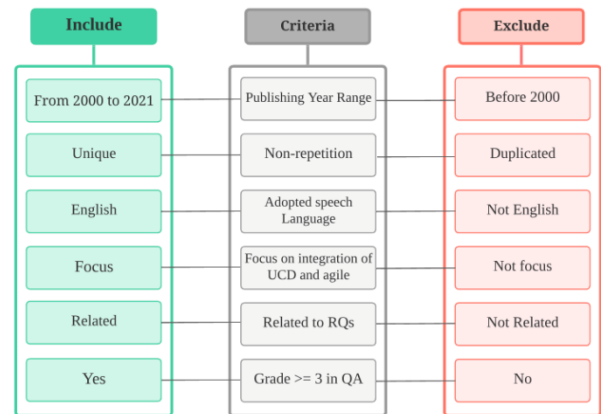 Include
Criteria
Exclude
From 2000 to 2021
Publishing Year Range
Before 2000
Unique
Non-repetition
Duplicated
English
Adopted speech
Language
Not English
Focus
Focus on integration of
UCD and agile
Not focus
Related
Related to RQs
Not Related
Yes
Grade >= 3 in QA
No